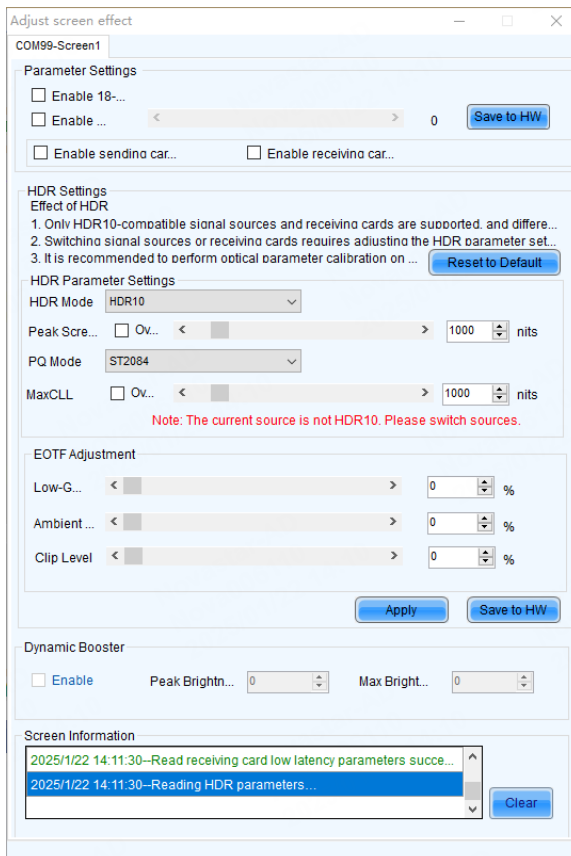 Adjust screen effect
COM99-Screen1
Parameter Settings
Enable 18-...
Enable ... 0 Save to HW
Enable sending car... Enable receiving car...
HDR Settings
Effect of HDR
1. Only HDR10-compatible signal sources and receiving cards are supported, and differe...
2. Switching signal sources or receiving cards requires adjusting the HDR parameter set...
3. It is recommended to perform optical parameter calibration on ... Reset to Default
HDR Parameter Settings
HDR Mode HDR10
Peak Scre... Ov... 1000 nits
PQ Mode ST2084
MaxCLL Ov... 1000 nits
Note: The current source is not HDR10. Please switch sources.
EOTF Adjustment
Low-G... 0 %
Ambient ... 0 %
Clip Level 0 %
Apply Save to HW
Dynamic Booster
Enable Peak Brightn... 0 Max Bright... 0
Screen Information
2025/1/22 14:11:30--Read receiving card low latency parameters succe...
2025/1/22 14:11:30--Reading HDR parameters...
Clear